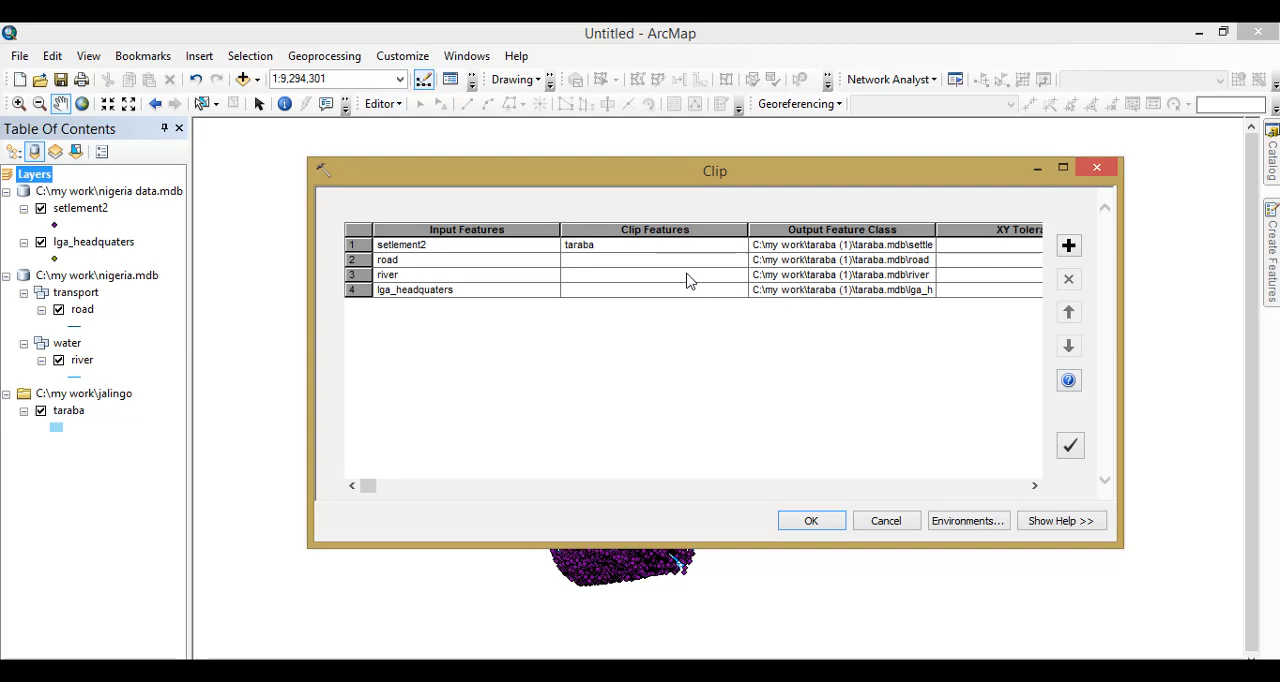 Untitled - ArcMap
File Edit View Bookmarks Insert Selection Geoprocessing Customize Windows Help
1:9,294,301 Drawing Network Analyst
Editor Georeferencing
Table Of Contents
Layers
C:\my work\nigeria data.mdb
setlement2
lga_headquaters
C:\my work\nigeria.mdb
transport
road
water
river
C:\my work\jalingo
taraba
Clip
Input Features Clip Features Output Feature Class XY Tolera
1 setlement2 taraba C:\my work\taraba (1)\taraba.mdb\settle
2 road C:\my work\taraba (1)\taraba.mdb\road
3 river C:\my work\taraba (1)\taraba.mdb\river
4 lga_headquaters C:\my work\taraba (1)\taraba.mdb\lga_h
OK Cancel Environments... Show Help >>
Catalog
Create Features